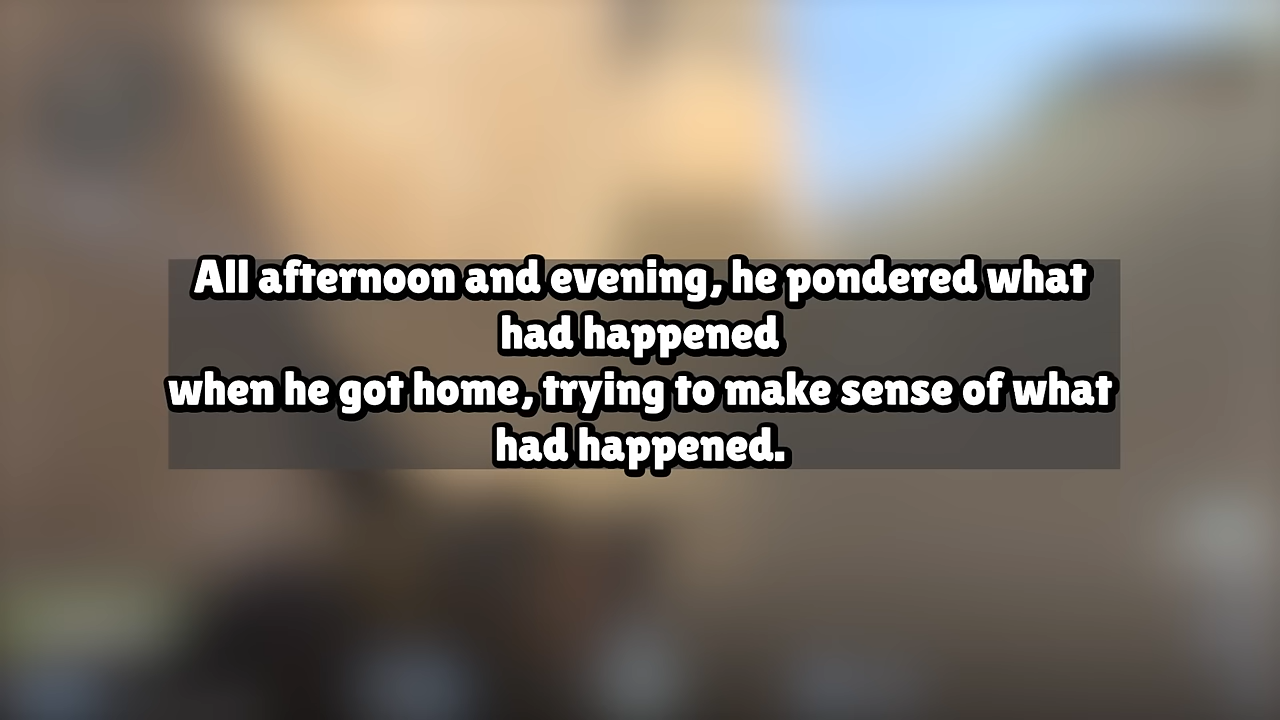 All afternoon and evening, he pondered what
had happened
when he got home, trying to make sense of what
had happened.